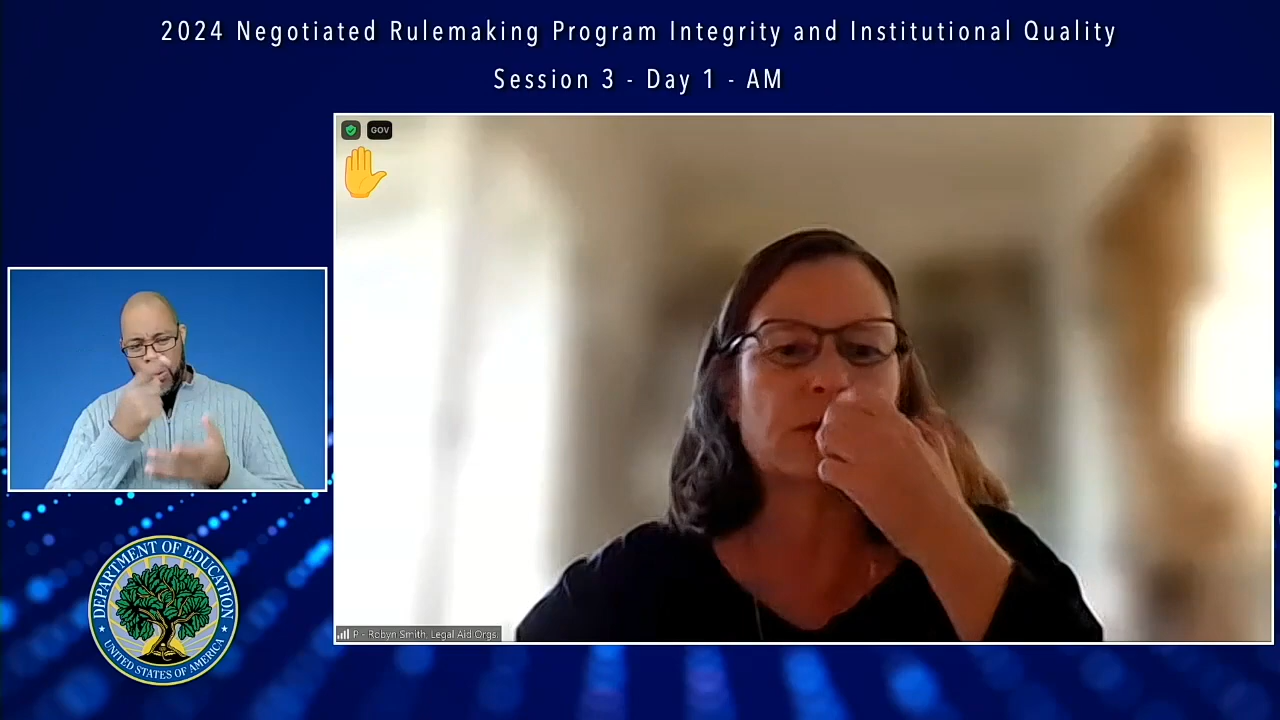 2024 Negotiated Rulemaking Program Integrity and Institutional Quality
Session 3 - Day 1 - AM
GOV
P - Robyn Smith, Legal Aid Orgs.
DEPARTMENT OF EDUCATION
UNITED STATES OF AMERICA